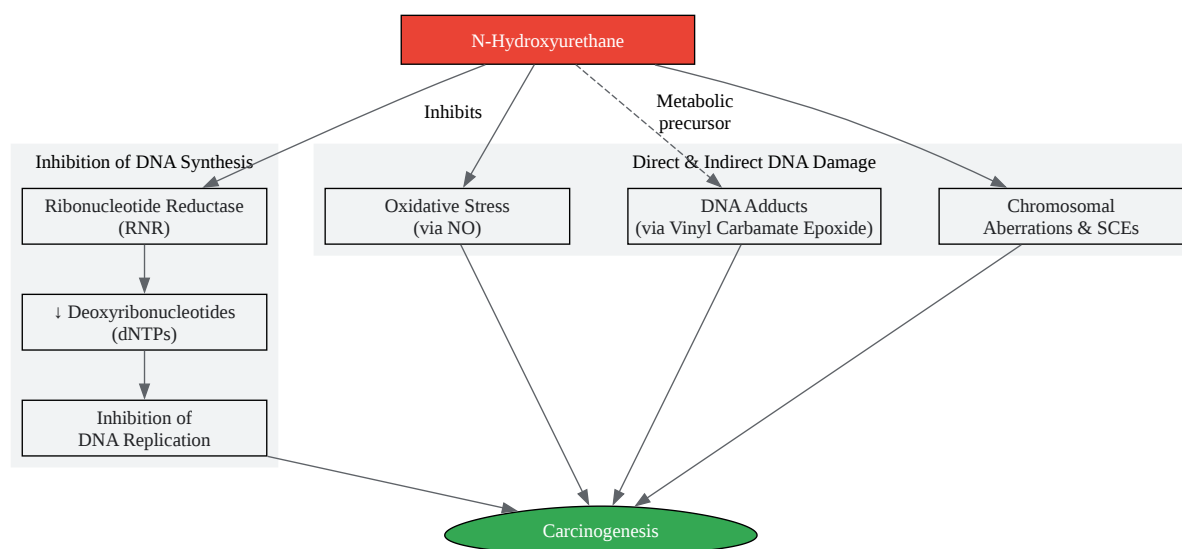 N-Hydroxyurethane
Inhibits
Metabolic
precursor
Inhibition of DNA Synthesis
Direct & Indirect DNA Damage
Ribonucleotide Reductase
(RNR)
Oxidative Stress
(via NO)
DNA Adducts
(via Vinyl Carbamate Epoxide)
Chromosomal
Aberrations & SCEs
↓ Deoxyribonucleotides
(dNTPs)
Inhibition of
DNA Replication
Carcinogenesis